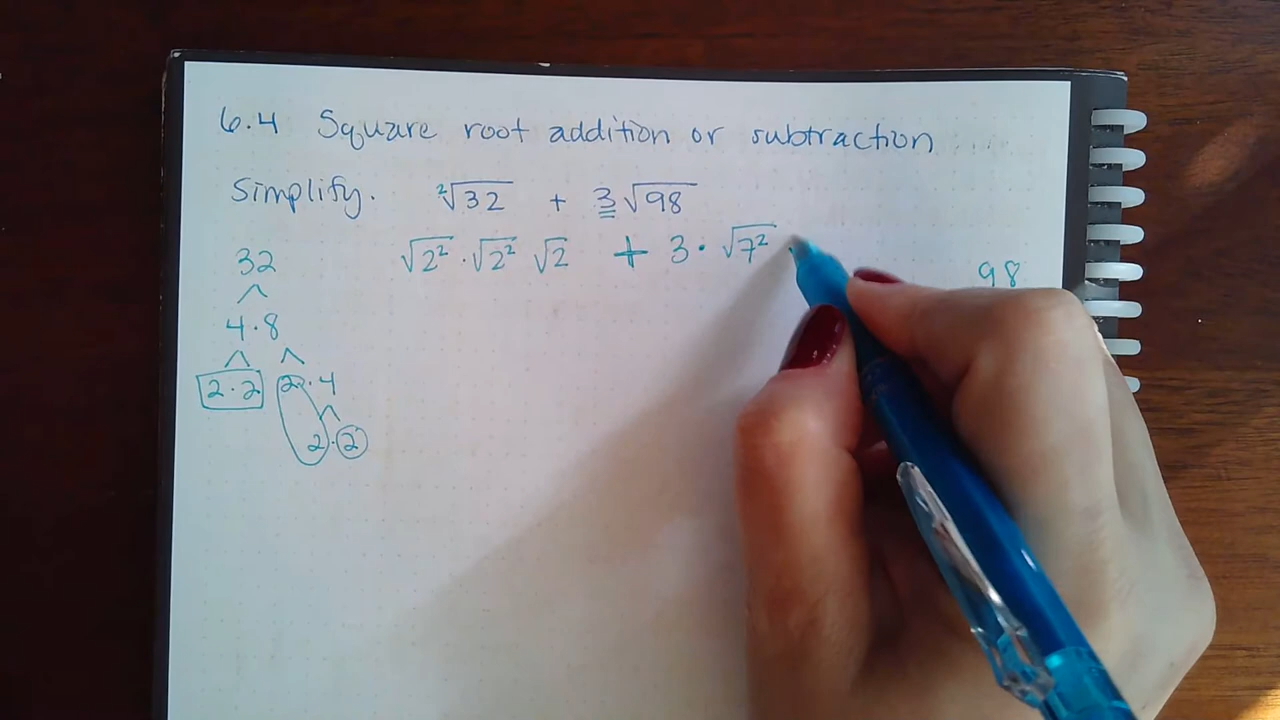 6.4 Square root addition or subtraction
Simplify. ²√32 + 3√98
√2² · √2² √2 + 3 · √7²
32
4 · 8
2 · 2 2 · 4
2 · 2
98